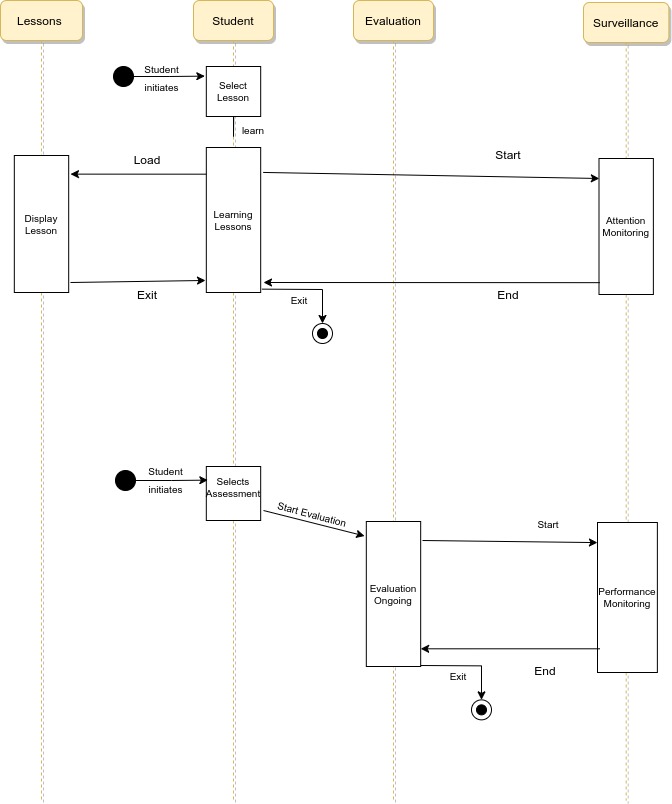 Lessons
Student
Evaluation
Surveillance
Student
initiates
Select
Lesson
learn
Load
Start
Display
Lesson
Learning
Lessons
Attention
Monitoring
Exit
Exit
End
Student
initiates
Selects
Assessment
Start Evaluation
Start
Evaluation
Ongoing
Performance
Monitoring
Exit
End